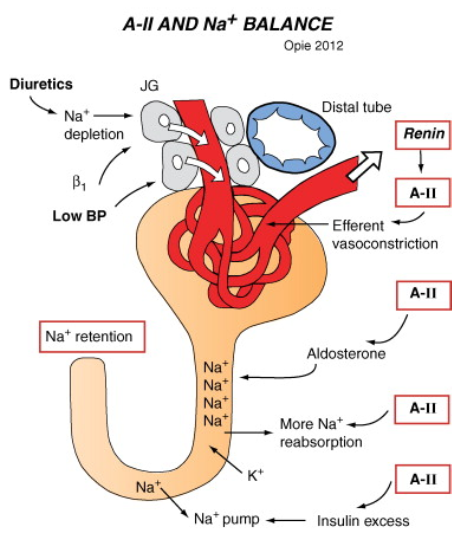 A-II AND Na⁺ BALANCE
Opie 2012
Diuretics
JG
Na⁺
depletion
Distal tube
Renin
β₁
A-II
Low BP
Efferent
vasoconstriction
A-II
Na⁺ retention
Aldosterone
Na⁺
Na⁺
Na⁺
Na⁺
A-II
More Na⁺
reabsorption
K⁺
A-II
Na⁺
Na⁺ pump
Insulin excess